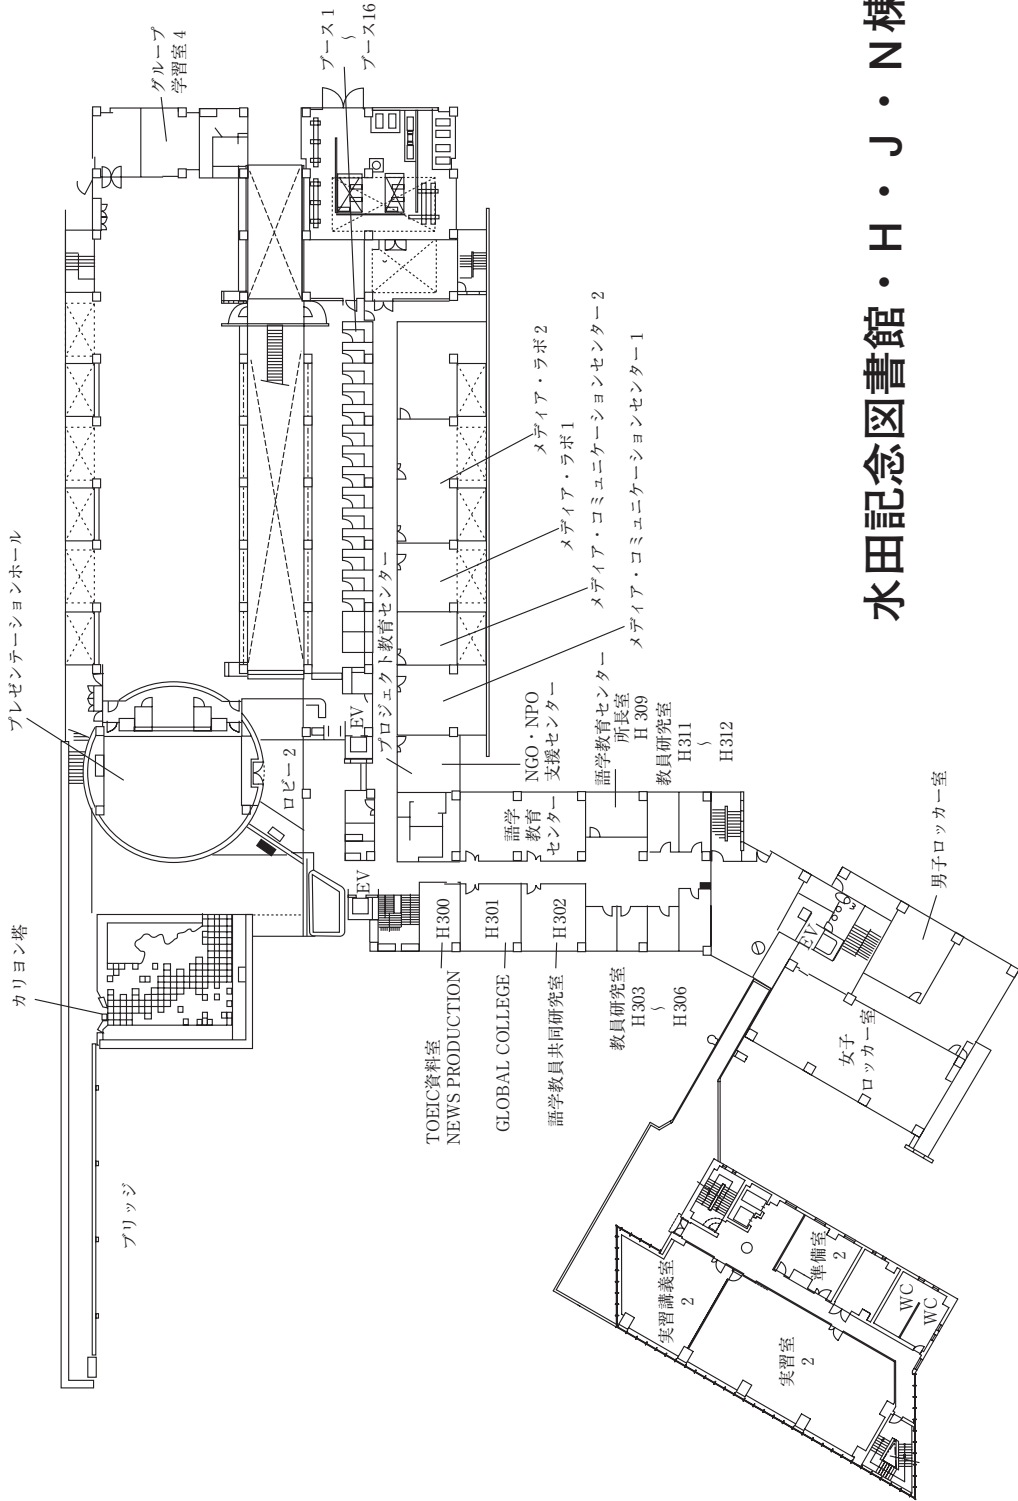 水田記念図書館・H・J・N棟
カリヨン塔
ブリッジ
プレゼンテーションホール
グループ
学習室4
ブース1
〜
ブース16
ロビー2
EV
EV
プロジェクト教育センター
メディア・ラボ2
メディア・ラボ1
メディア・コミュニケーションセンター2
メディア・コミュニケーションセンター1
NGO・NPO
支援センター
語学教育センター
所長室
H 309
教員研究室
H311
〜
H312
語学
教育
センター
H300
H301
H302
TOEIC資料室
NEWS PRODUCTION
GLOBAL COLLEGE
語学教員共同研究室
教員研究室
H303
〜
H306
EV
男子ロッカー室
女子
ロッカー室
実習講義室
2
実習室
2
準備室
2
WC
WC